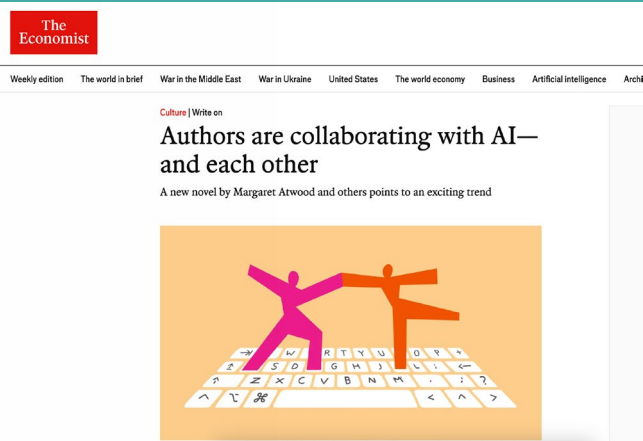 The
Economist
Weekly edition The world in brief War in the Middle East War in Ukraine United States The world economy Business Artificial intelligence
Culture | Write on
Authors are collaborating with AI—
and each other
A new novel by Margaret Atwood and others points to an exciting trend
W R T Y U O P +
S D G H J L ; 
Z X C V B N M . ; ?
^ ⌥ ⌘ < ^ >